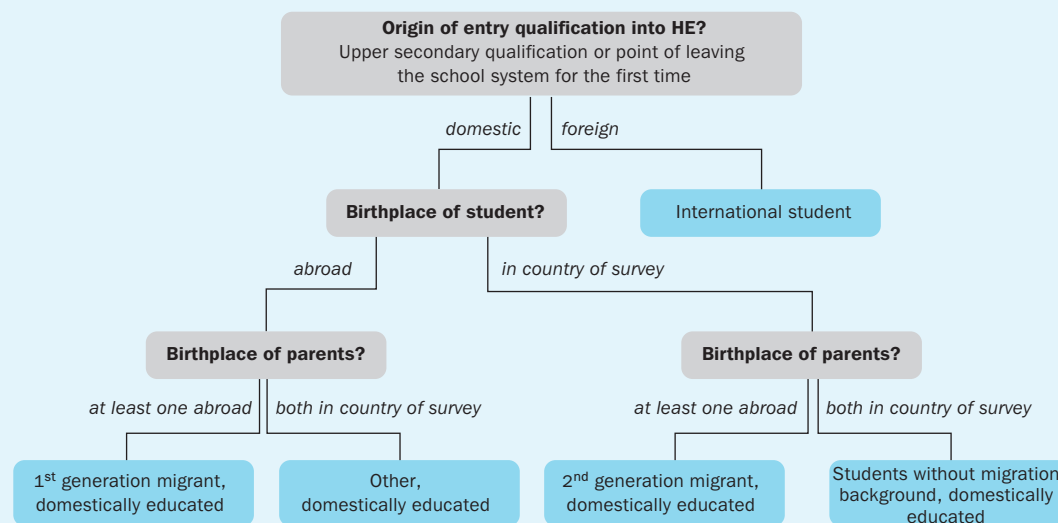 Origin of entry qualification into HE?
Upper secondary qualification or point of leaving
the school system for the first time
domestic
foreign
Birthplace of student?
International student
abroad
in country of survey
Birthplace of parents?
Birthplace of parents?
at least one abroad
both in country of survey
at least one abroad
both in country of survey
1st generation migrant,
domestically educated
Other,
domestically educated
2nd generation migrant,
domestically educated
Students without migration
background, domestically
educated